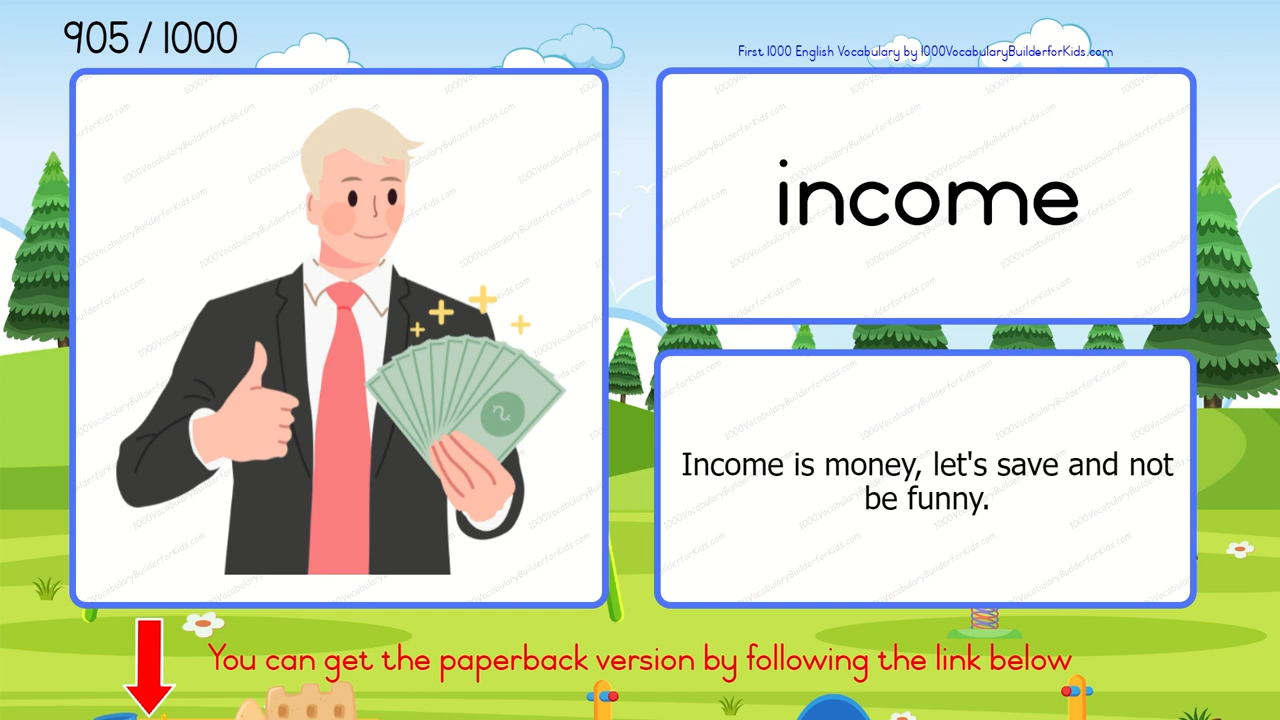 905 / 1000
First 1000 English Vocabulary by 1000VocabularyBuilderforKids.com
income
Income is money, let's save and not
be funny.
You can get the paperback version by following the link below